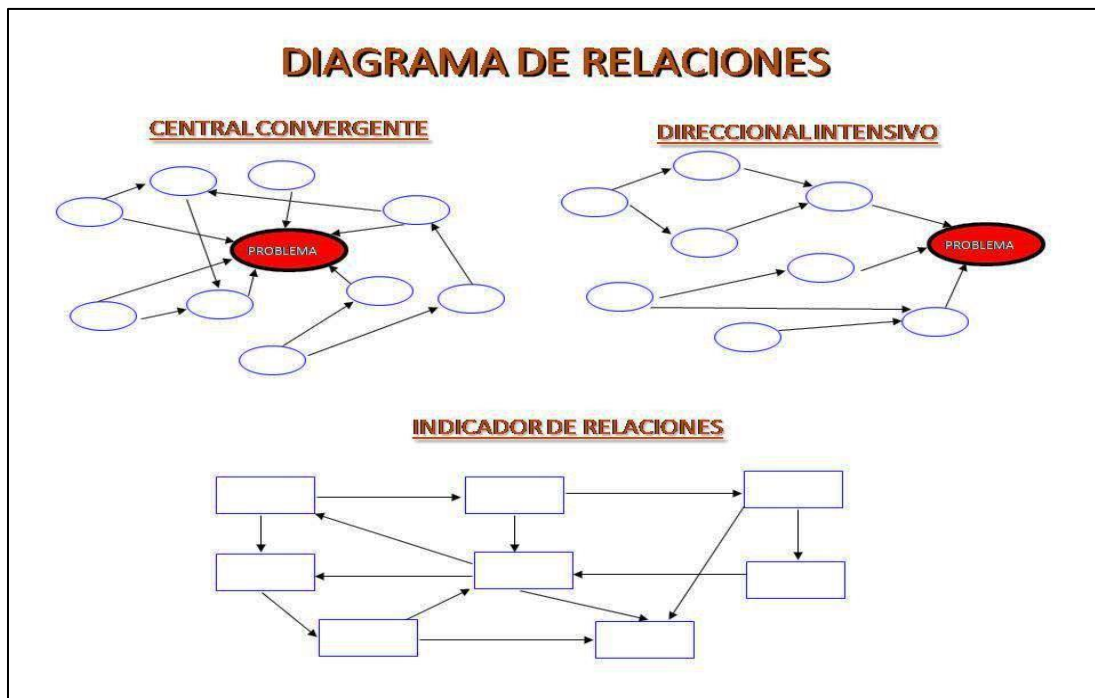 DIAGRAMA DE RELACIONES
CENTRAL CONVERGENTE
DIRECCIONAL INTENSIVO
PROBLEMA
PROBLEMA
INDICADOR DE RELACIONES